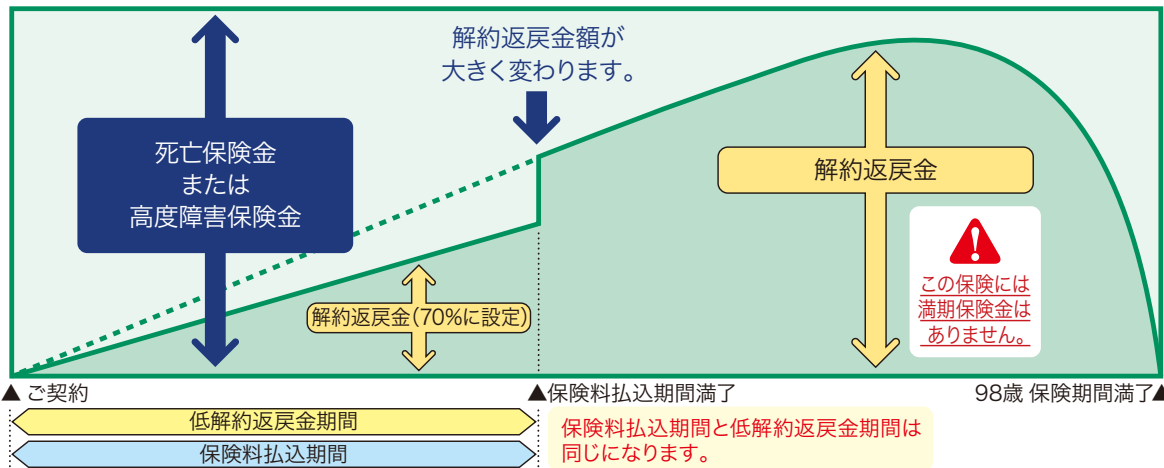 解約返戻金額が
大きく変わります。
死亡保険金
または
高度障害保険金
解約返戻金
解約返戻金(70%に設定)
この保険には
満期保険金は
ありません。
▲ご契約
▲保険料払込期間満了
98歳 保険期間満了▲
低解約返戻金期間
保険料払込期間
保険料払込期間と低解約返戻金期間は
同じになります。